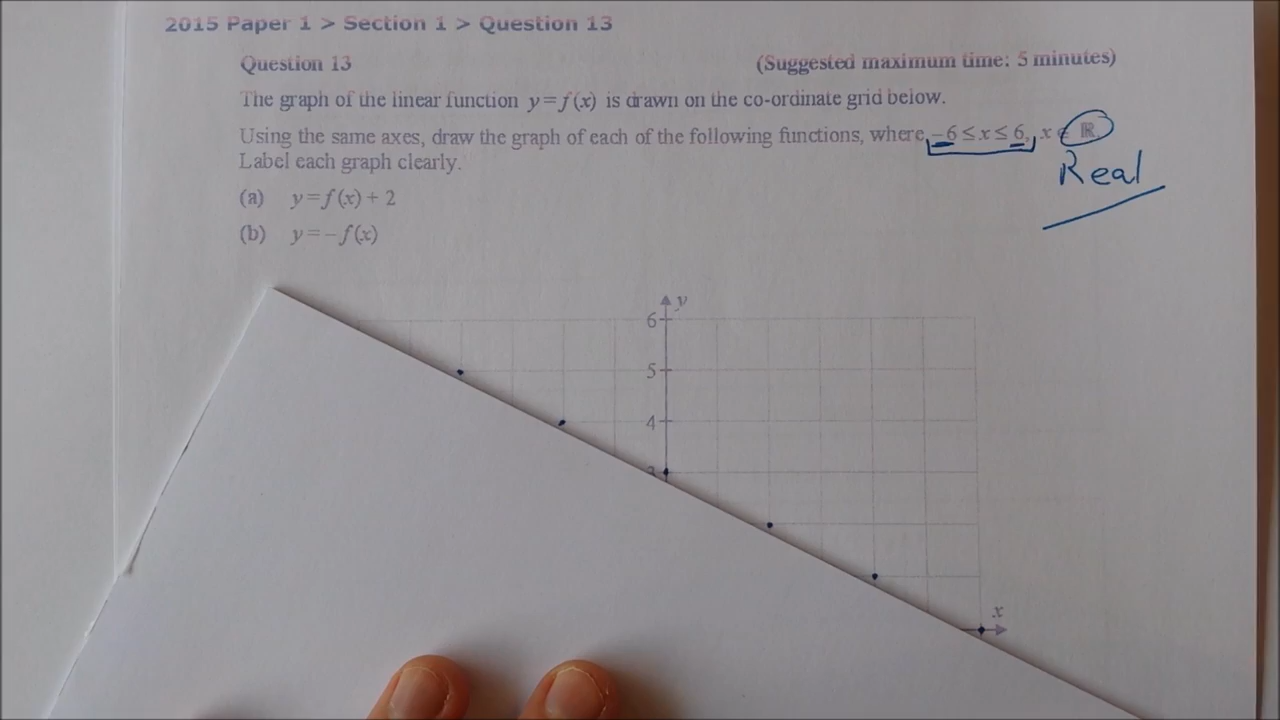 2015 Paper 1 > Section 1 > Question 13
Question 13 (Suggested maximum time: 5 minutes)
The graph of the linear function y=f(x) is drawn on the co-ordinate grid below.
Using the same axes, draw the graph of each of the following functions, where −6≤x≤6, x∈ℝ.
Label each graph clearly.
Real
(a) y=f(x)+2
(b) y=−f(x)
y
6
5
4
3
x